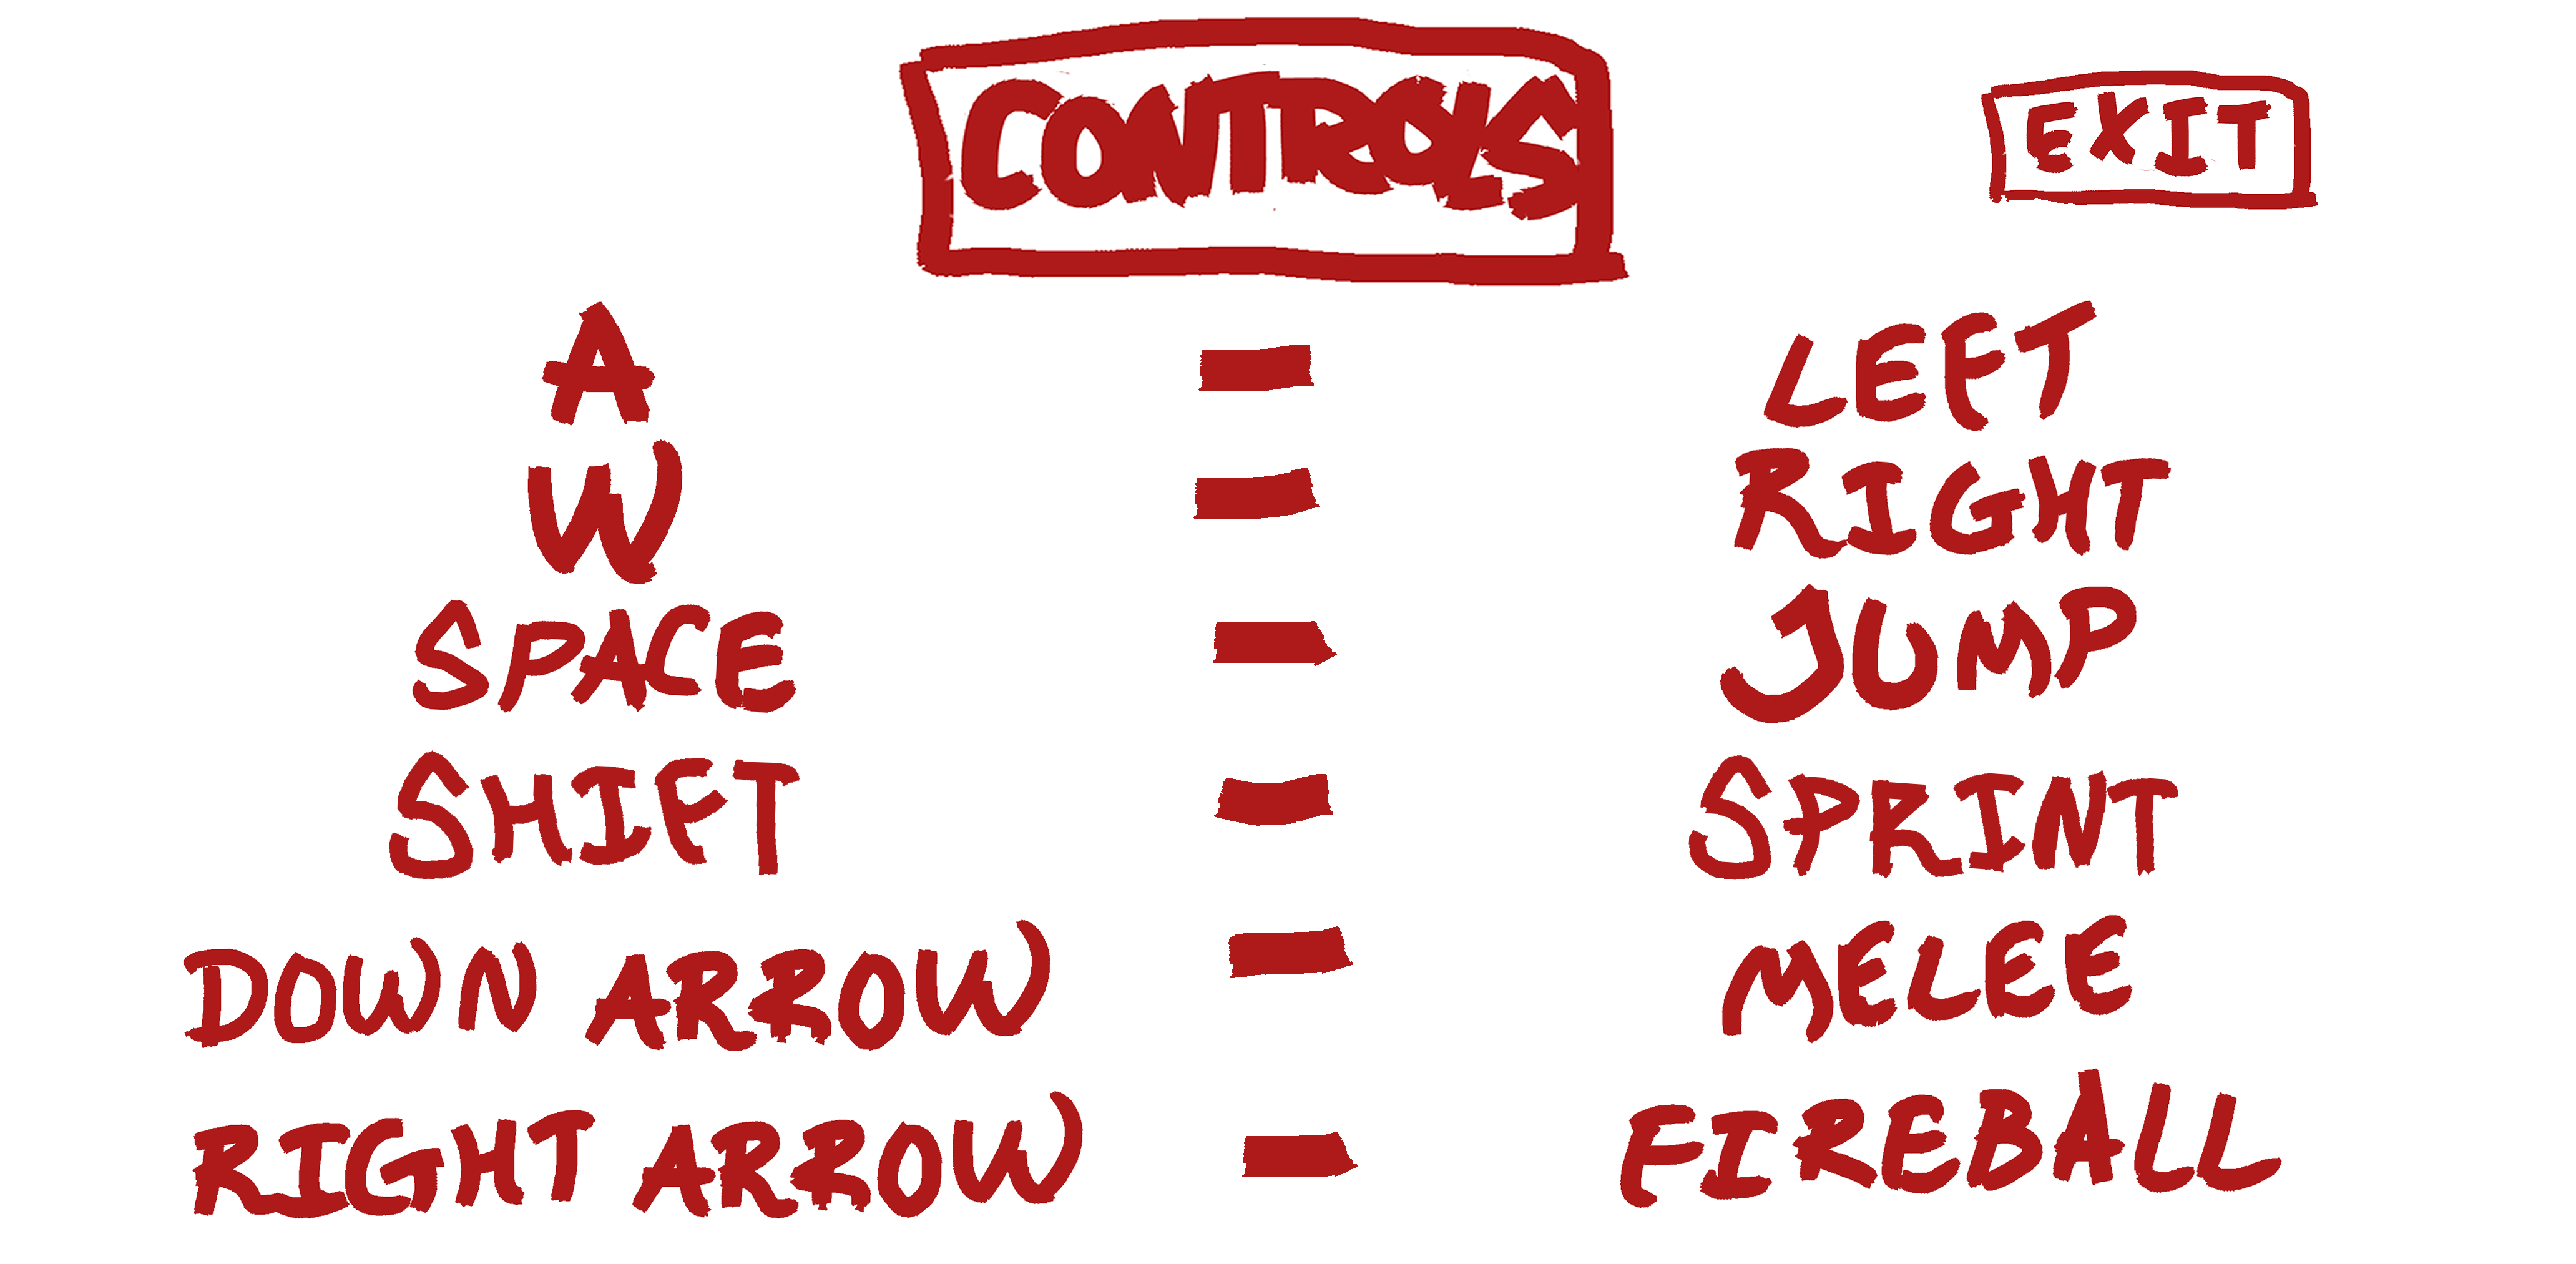 CONTROLS
EXIT
A - LEFT
W - RIGHT
SPACE - JUMP
SHIFT - SPRINT
DOWN ARROW - MELEE
RIGHT ARROW - FIREBALL